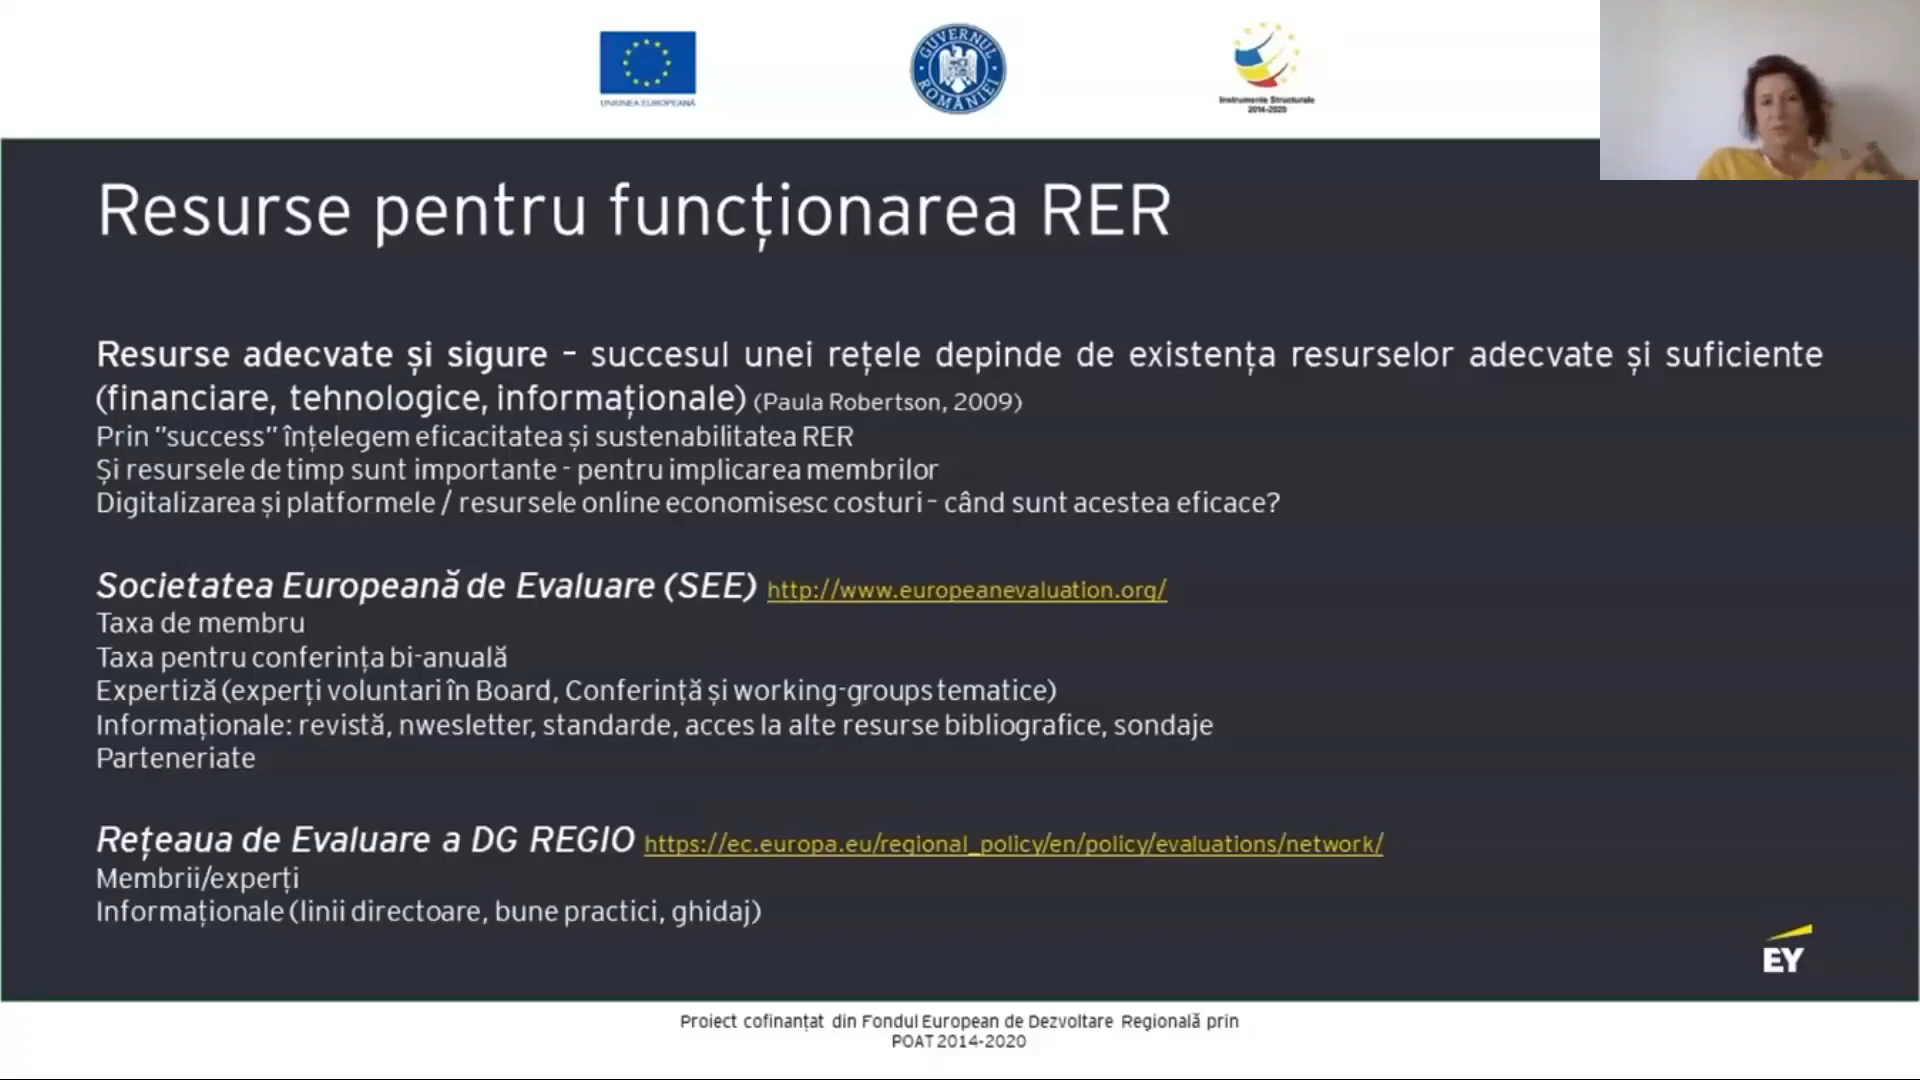 UNIUNEA EUROPEANĂ
GUVERNUL ROMÂNIEI
Instrumente Structurale
2014-2020
Resurse pentru funcționarea RER
Resurse adecvate și sigure – succesul unei rețele depinde de existența resurselor adecvate și suficiente
(financiare, tehnologice, informaționale) (Paula Robertson, 2009)
Prin ”success” înțelegem eficacitatea și sustenabilitatea RER
Și resursele de timp sunt importante - pentru implicarea membrilor
Digitalizarea și platformele / resursele online economisesc costuri – când sunt acestea eficace?
Societatea Europeană de Evaluare (SEE) http://www.europeanevaluation.org/
Taxa de membru
Taxa pentru conferința bi-anuală
Expertiză (experți voluntari în Board, Conferință și working-groups tematice)
Informaționale: revistă, nwesletter, standarde, acces la alte resurse bibliografice, sondaje
Parteneriate
Rețeaua de Evaluare a DG REGIO https://ec.europa.eu/regional_policy/en/policy/evaluations/network/
Membrii/experți
Informaționale (linii directoare, bune practici, ghidaj)
EY
Proiect cofinanțat din Fondul European de Dezvoltare Regională prin
POAT 2014-2020